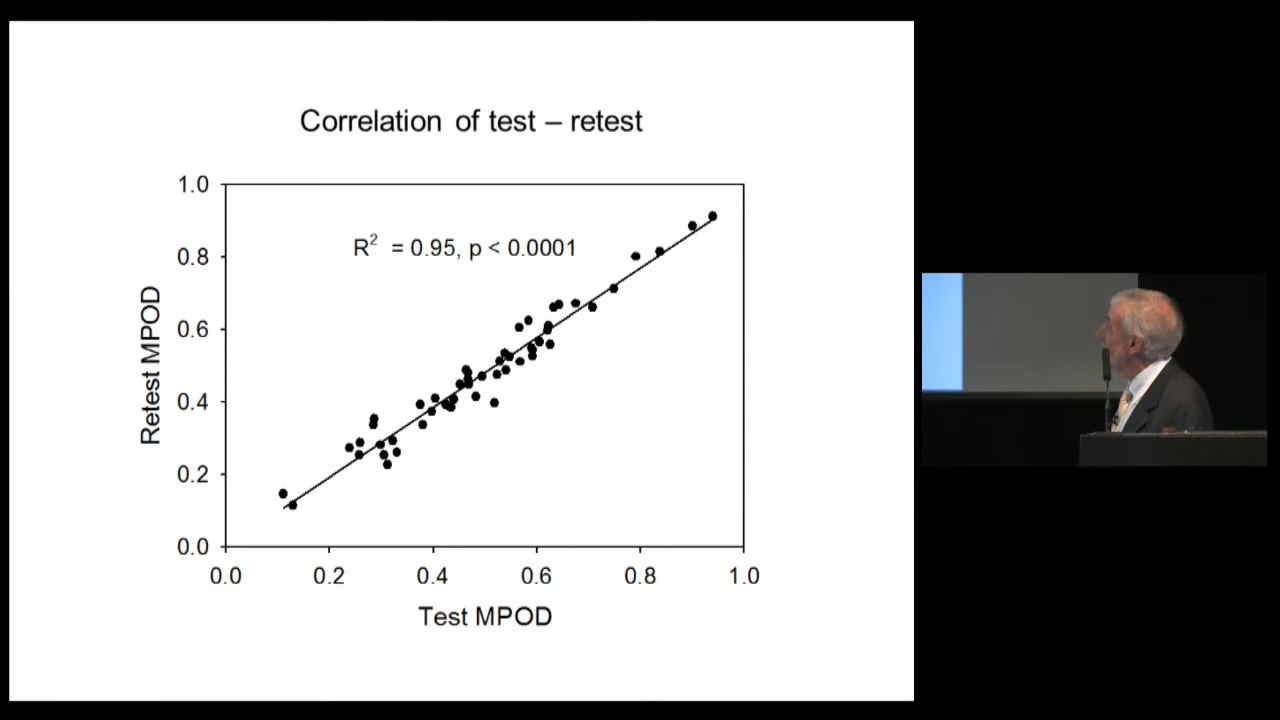 Correlation of test – retest
R² = 0.95, p < 0.0001
Retest MPOD
1.0
0.8
0.6
0.4
0.2
0.0
0.0 0.2 0.4 0.6 0.8 1.0
Test MPOD